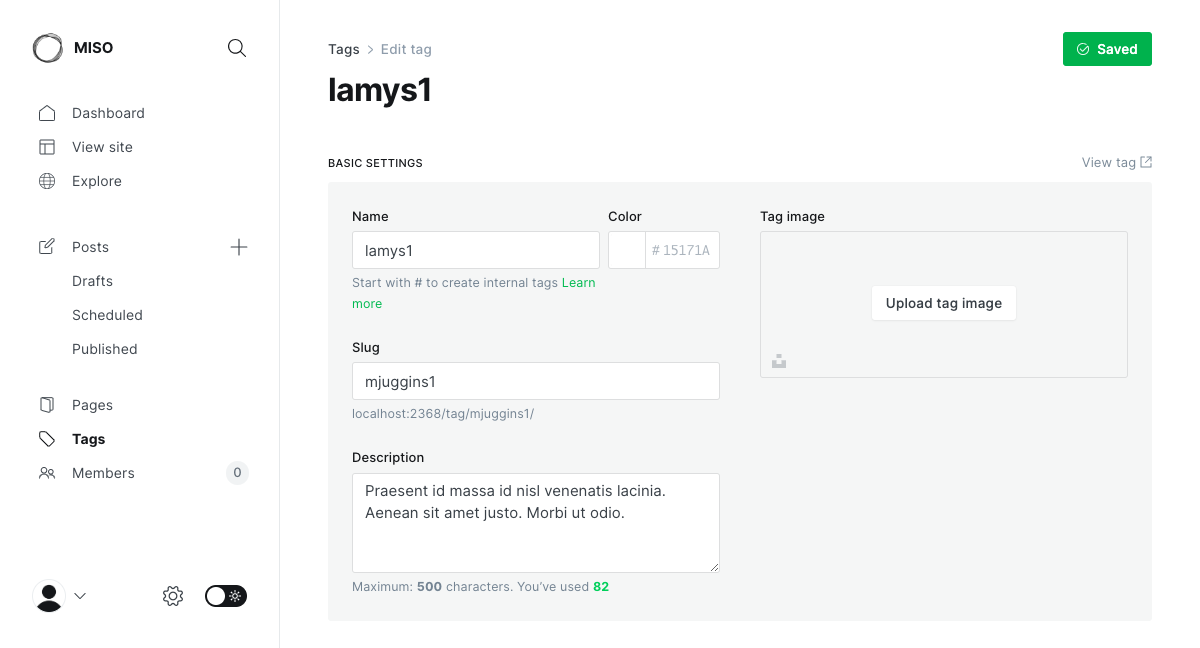 MISO
Dashboard
View site
Explore
Posts
Drafts
Scheduled
Published
Pages
Tags
Members
0
Tags > Edit tag
Saved
lamys1
BASIC SETTINGS
View tag
Name
lamys1
Start with # to create internal tags Learn
more
Color
# 15171A
Slug
mjuggins1
localhost:2368/tag/mjuggins1/
Description
Praesent id massa id nisl venenatis lacinia.
Aenean sit amet justo. Morbi ut odio.
Maximum: 500 characters. You’ve used 82
Tag image
Upload tag image